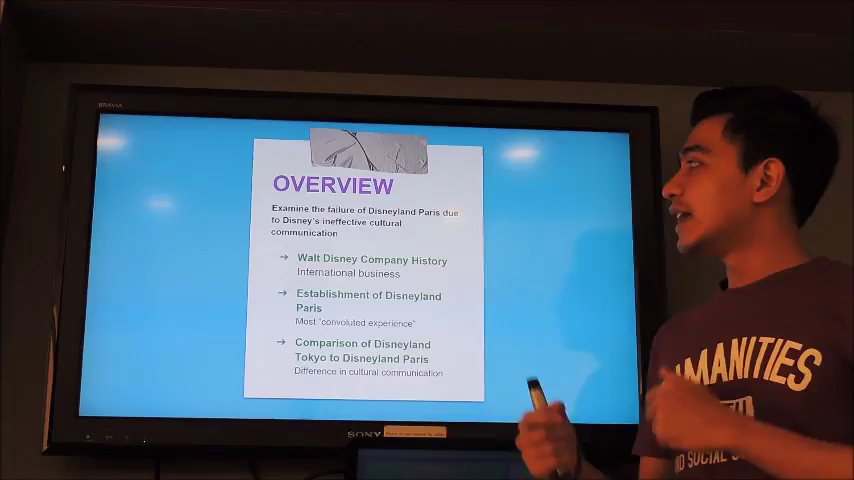 BRAVIA
OVERVIEW
Examine the failure of Disneyland Paris due
to Disney's ineffective cultural
communication
→ Walt Disney Company History
International business
→ Establishment of Disneyland
Paris
Most "convoluted experience"
→ Comparison of Disneyland
Tokyo to Disneyland Paris
Difference in cultural communication
SONY
HUMANITIES
AND SOCIAL